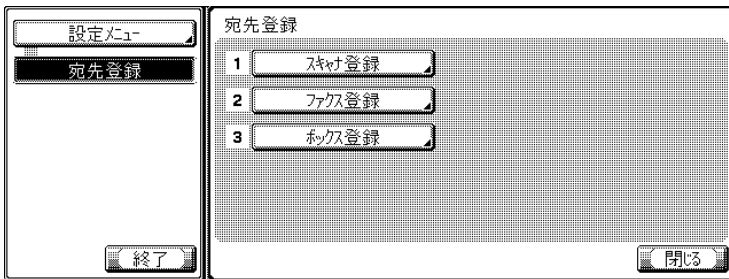 設定ﾒﾆｭｰ
宛先登録
終了
宛先登録
1 ｽｷｬﾅ登録
2 ﾌｧｸｽ登録
3 ﾎﾞｯｸｽ登録
閉じる